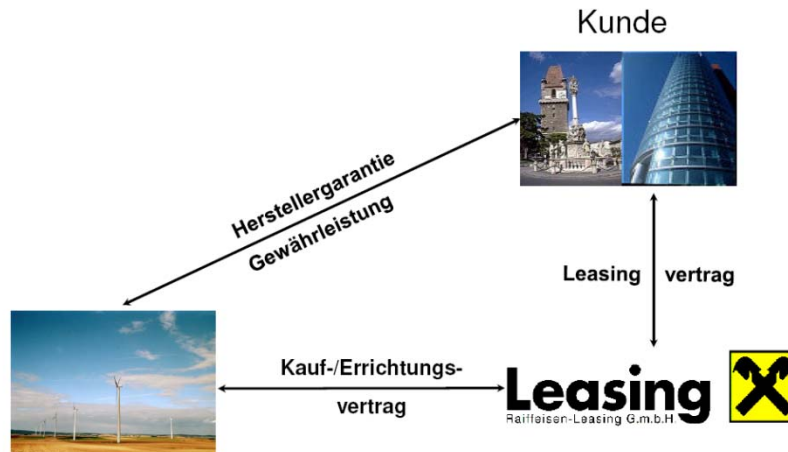 Kunde
Herstellergarantie
Gewährleistung
Leasing vertrag
Kauf-/Errichtungs-
vertrag
Leasing
Raiffeisen-Leasing G.m.b.H.